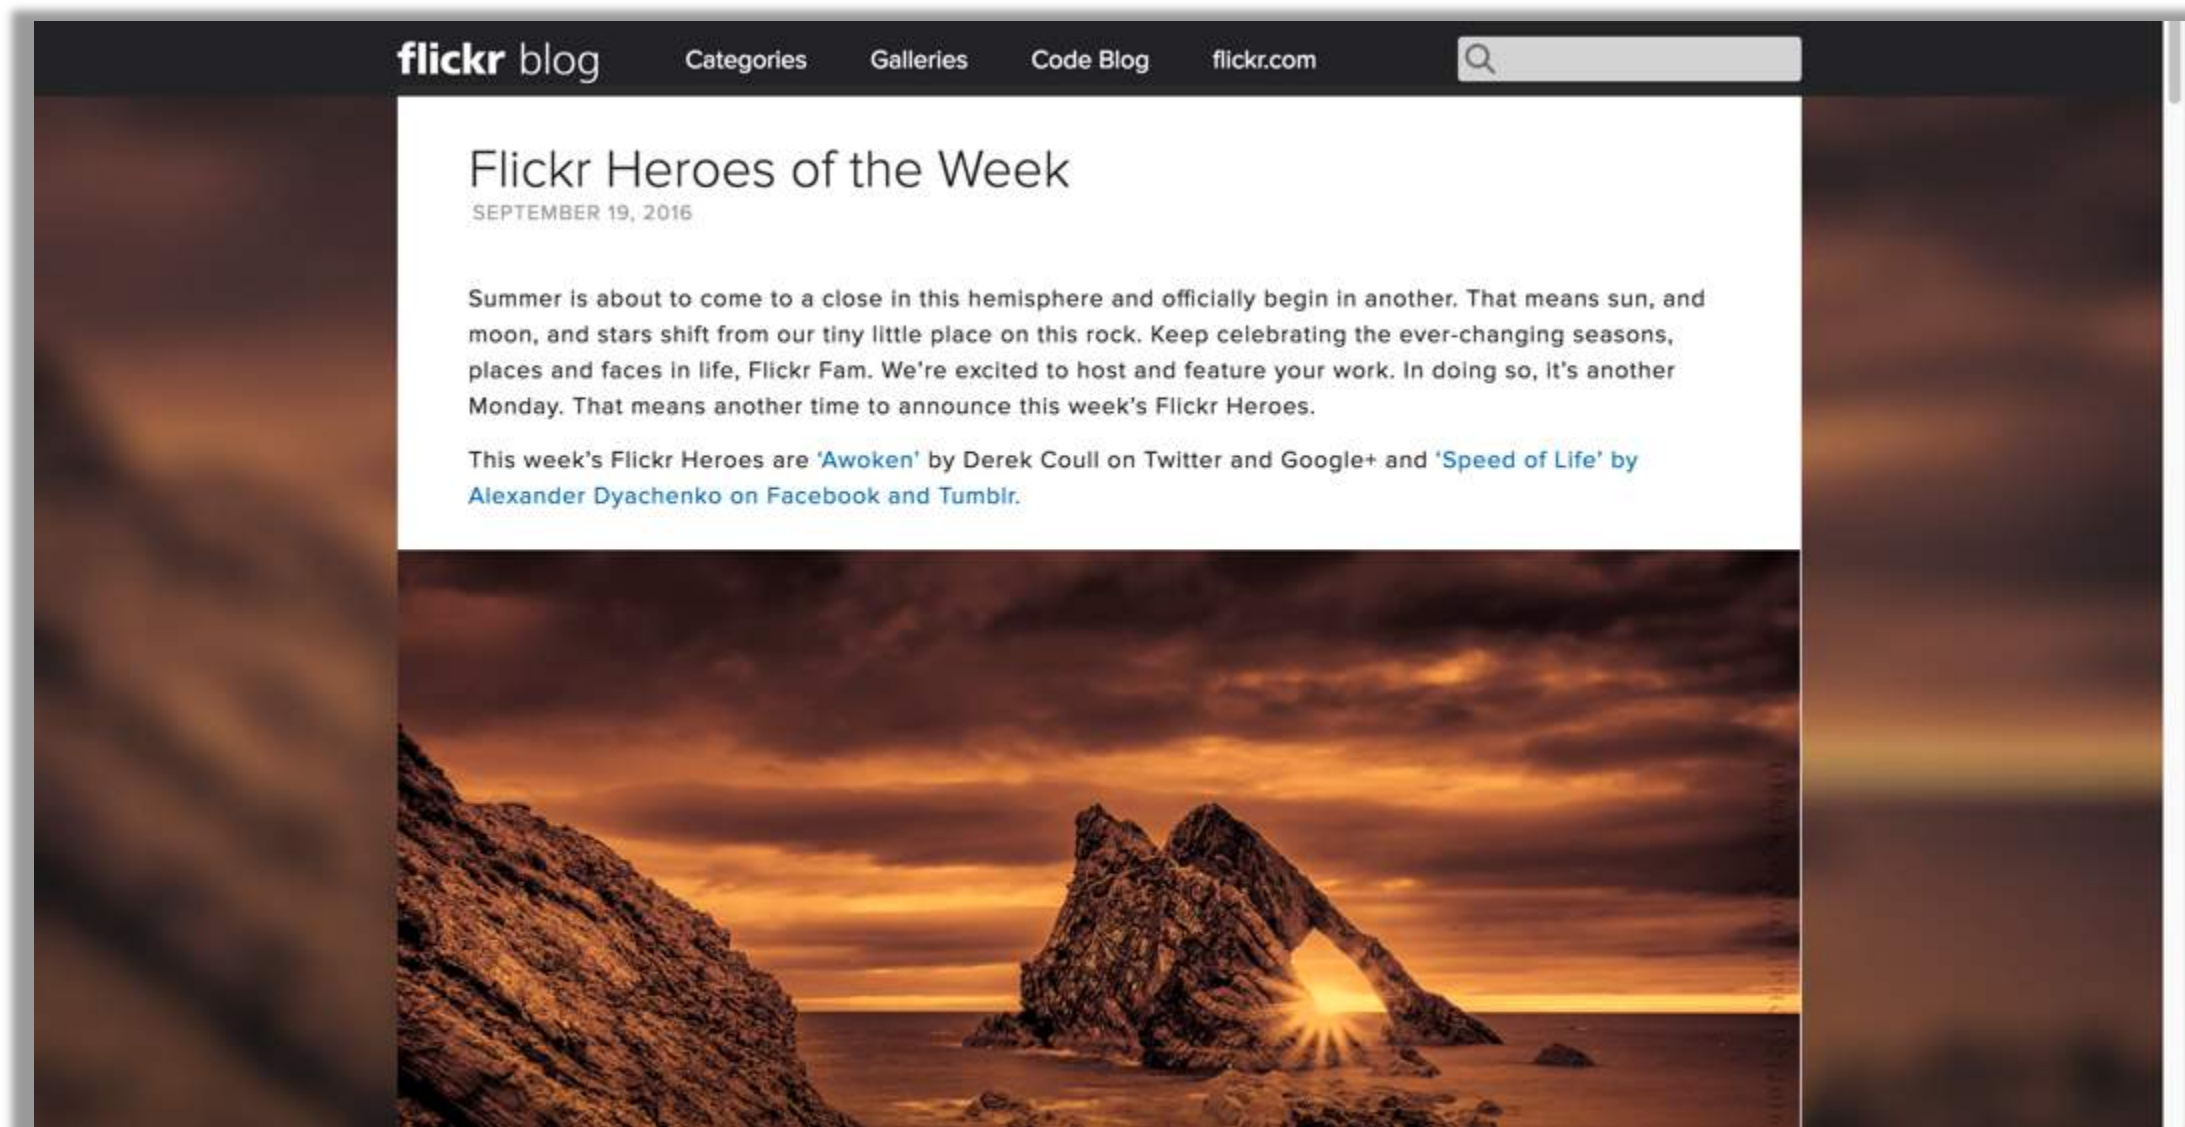 flickr blog Categories Galleries Code Blog flickr.com
Flickr Heroes of the Week
SEPTEMBER 19, 2016
Summer is about to come to a close in this hemisphere and officially begin in another. That means sun, and
moon, and stars shift from our tiny little place on this rock. Keep celebrating the ever-changing seasons,
places and faces in life, Flickr Fam. We're excited to host and feature your work. In doing so, it's another
Monday. That means another time to announce this week's Flickr Heroes.
This week's Flickr Heroes are 'Awoken' by Derek Coull on Twitter and Google+ and 'Speed of Life' by
Alexander Dyachenko on Facebook and Tumblr.